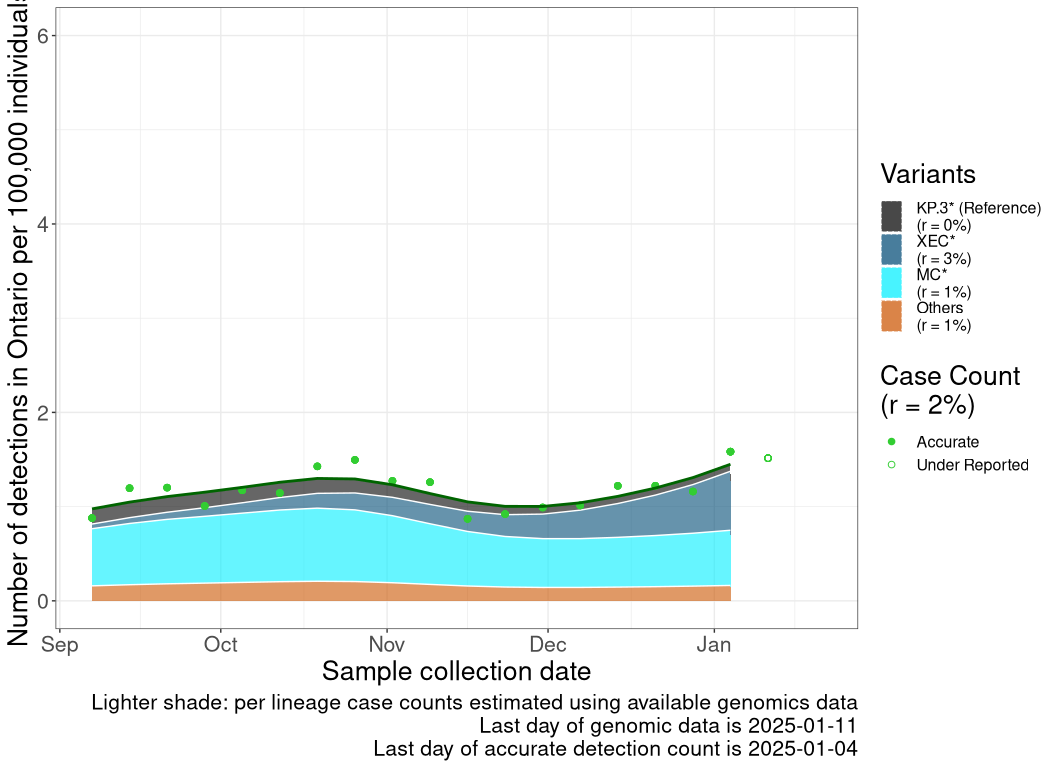 Number of detections in Ontario per 100,000 individuals
6
4
2
0
Sep Oct Nov Dec Jan
Sample collection date
Lighter shade: per lineage case counts estimated using available genomics data
Last day of genomic data is 2025-01-11
Last day of accurate detection count is 2025-01-04
Variants
KP.3* (Reference)
(r = 0%)
XEC*
(r = 3%)
MC*
(r = 1%)
Others
(r = 1%)
Case Count
(r = 2%)
Accurate
Under Reported